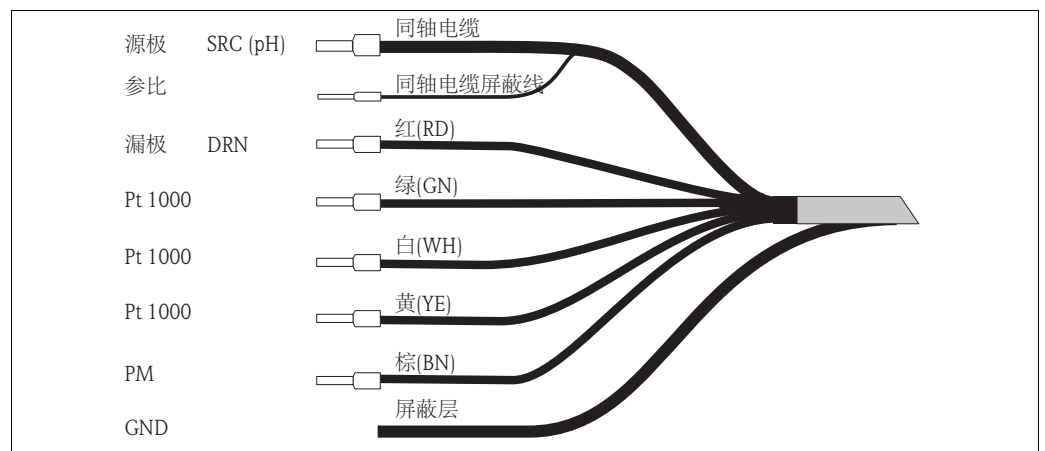 源极 SRC (pH) 同轴电缆
参比 同轴电缆屏蔽线
漏极 DRN 红(RD)
Pt 1000 绿(GN)
Pt 1000 白(WH)
Pt 1000 黄(YE)
PM 棕(BN)
GND 屏蔽层